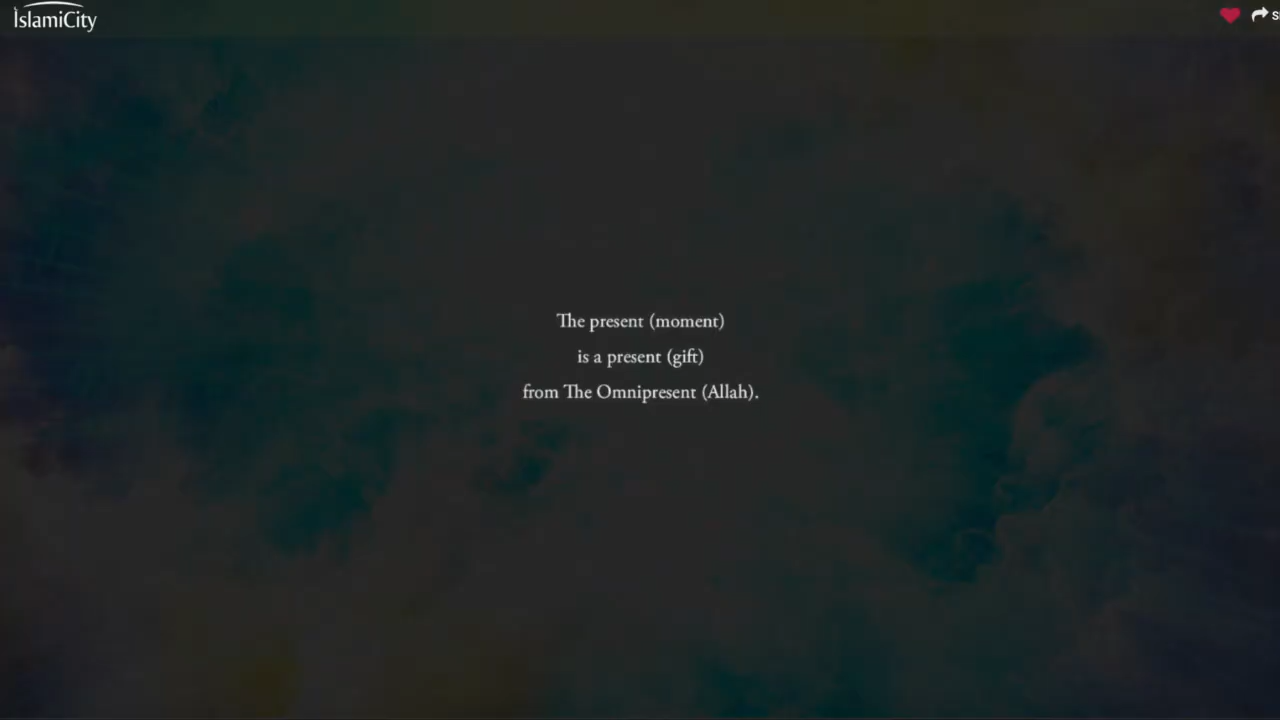 IslamiCity
S
The present (moment)
is a present (gift)
from The Omnipresent (Allah).